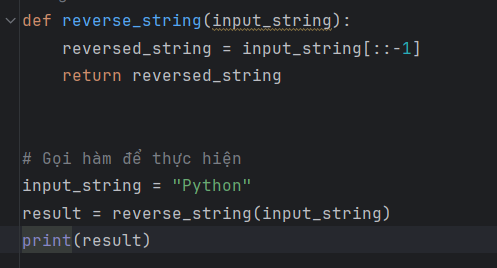 def reverse_string(input_string):
    reversed_string = input_string[::-1]
    return reversed_string
# Gọi hàm để thực hiện
input_string = "Python"
result = reverse_string(input_string)
print(result)